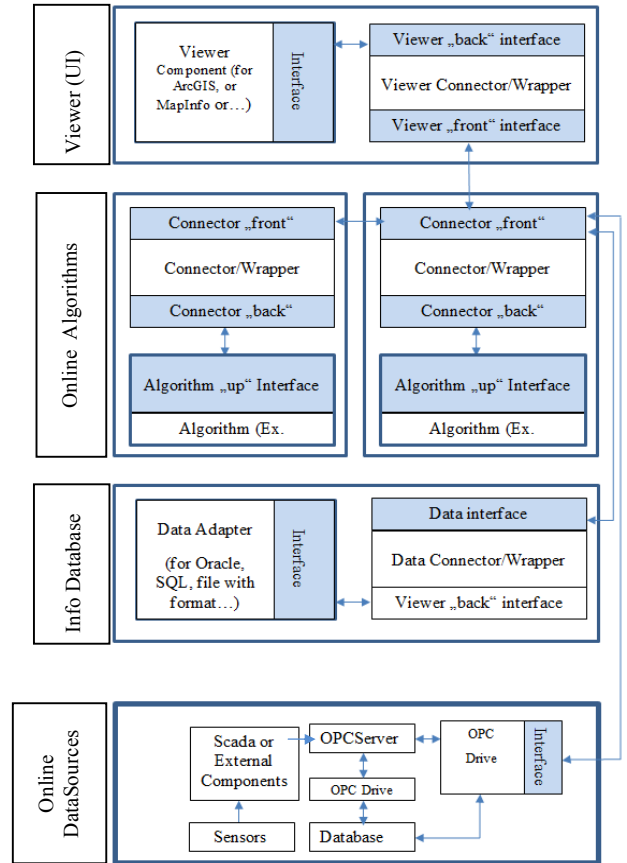 Viewer (UI)
Viewer
Component (for
ArcGIS, or
MapInfo or…)
Interface
Viewer „back“ interface
Viewer Connector/Wrapper
Viewer „front“ interface
Online Algorithms
Connector „front“
Connector/Wrapper
Connector „back“
Algorithm „up“ Interface
Algorithm (Ex.
Connector „front“
Connector/Wrapper
Connector „back“
Algorithm „up“ Interface
Algorithm (Ex.
Info Database
Data Adapter
(for Oracle,
SQL, file with
format…)
Interface
Data interface
Data Connector/Wrapper
Viewer „back“ interface
Online
DataSources
Scada or
External
Components
Sensors
OPCServer
OPC Drive
Database
OPC
Drive
Interface